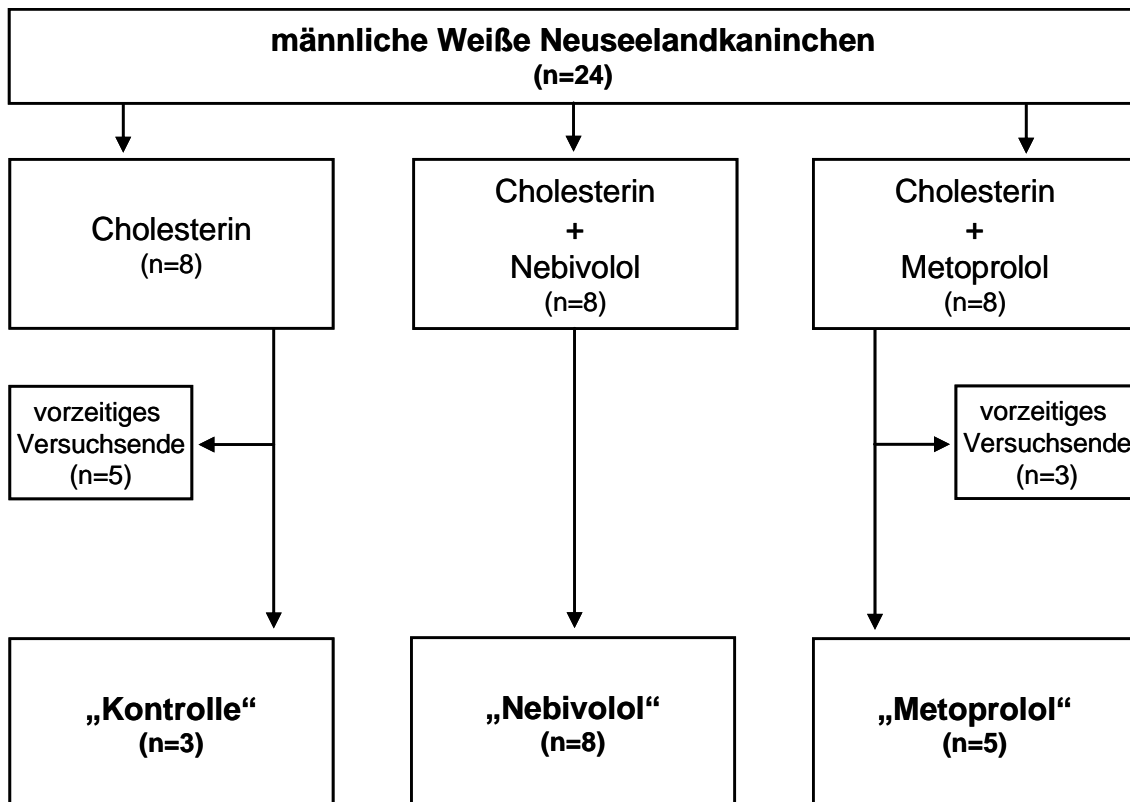 männliche Weiße Neuseelandkaninchen
(n=24)
Cholesterin
(n=8)
Cholesterin
+
Nebivolol
(n=8)
Cholesterin
+
Metoprolol
(n=8)
vorzeitiges
Versuchsende
(n=5)
vorzeitiges
Versuchsende
(n=3)
„Kontrolle“
(n=3)
„Nebivolol“
(n=8)
„Metoprolol“
(n=5)